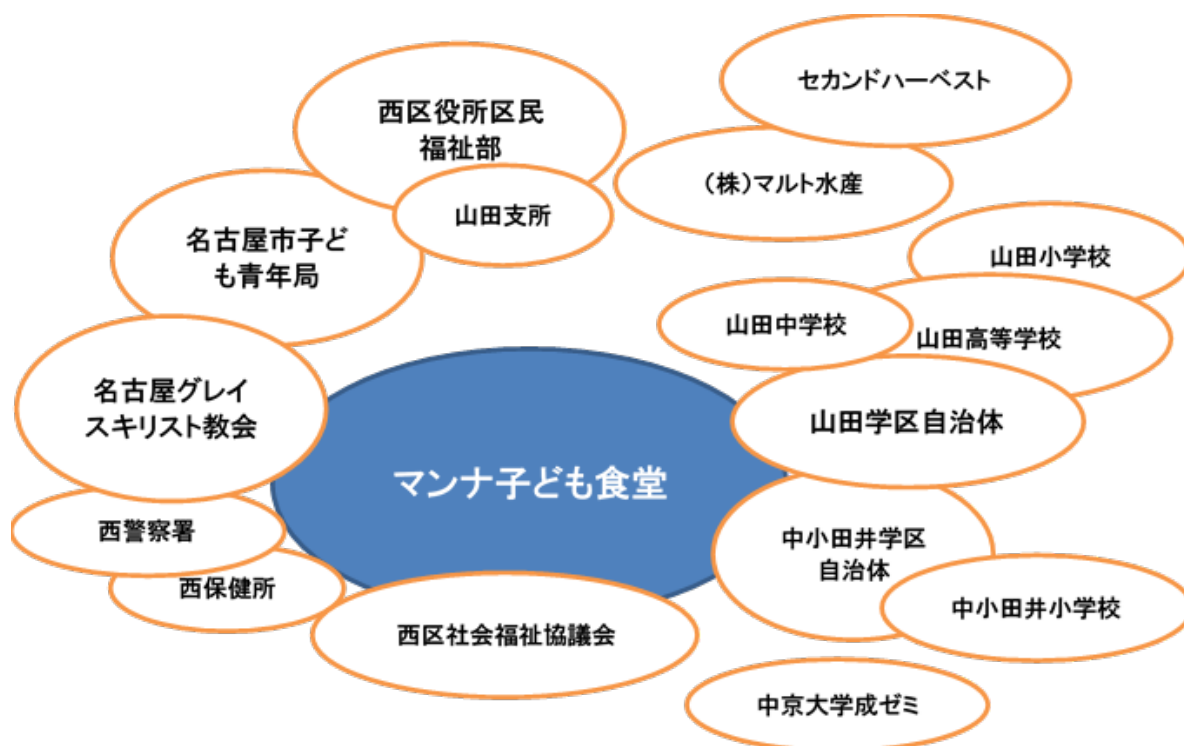 セカンドハーベスト
西区役所区民
福祉部
（株）マルト水産
山田支所
名古屋市子ど
も青年局
山田小学校
山田中学校
山田高等学校
名古屋グレイ
スキリスト教会
山田学区自治体
マンナ子ども食堂
西警察署
中小田井学区
自治体
西保健所
中小田井小学校
西区社会福祉協議会
中京大学成ゼミ